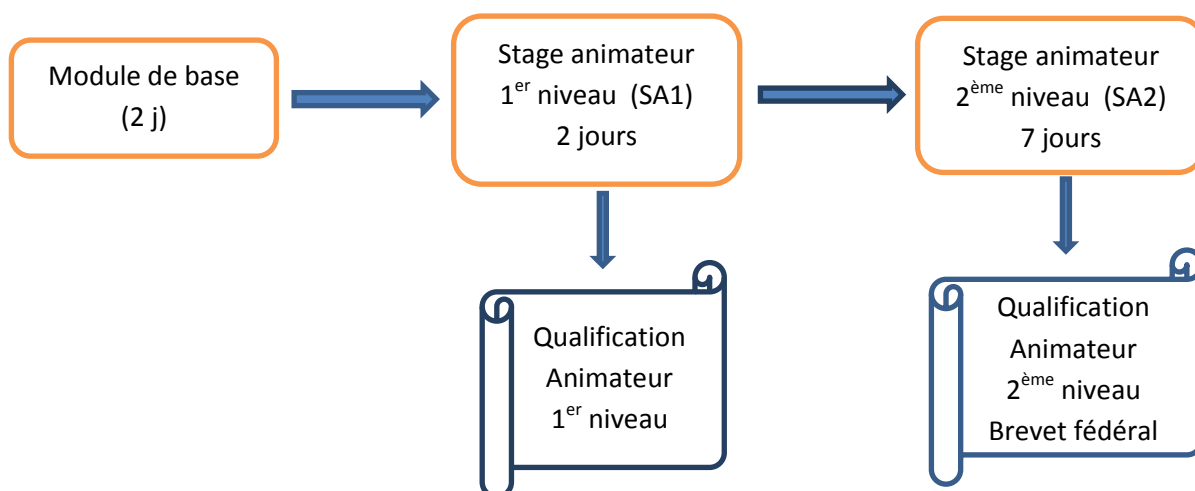 Module de base
(2 j)
Stage animateur
1er niveau (SA1)
2 jours
Stage animateur
2ème niveau (SA2)
7 jours
Qualification
Animateur
1er niveau
Qualification
Animateur
2ème niveau
Brevet fédéral